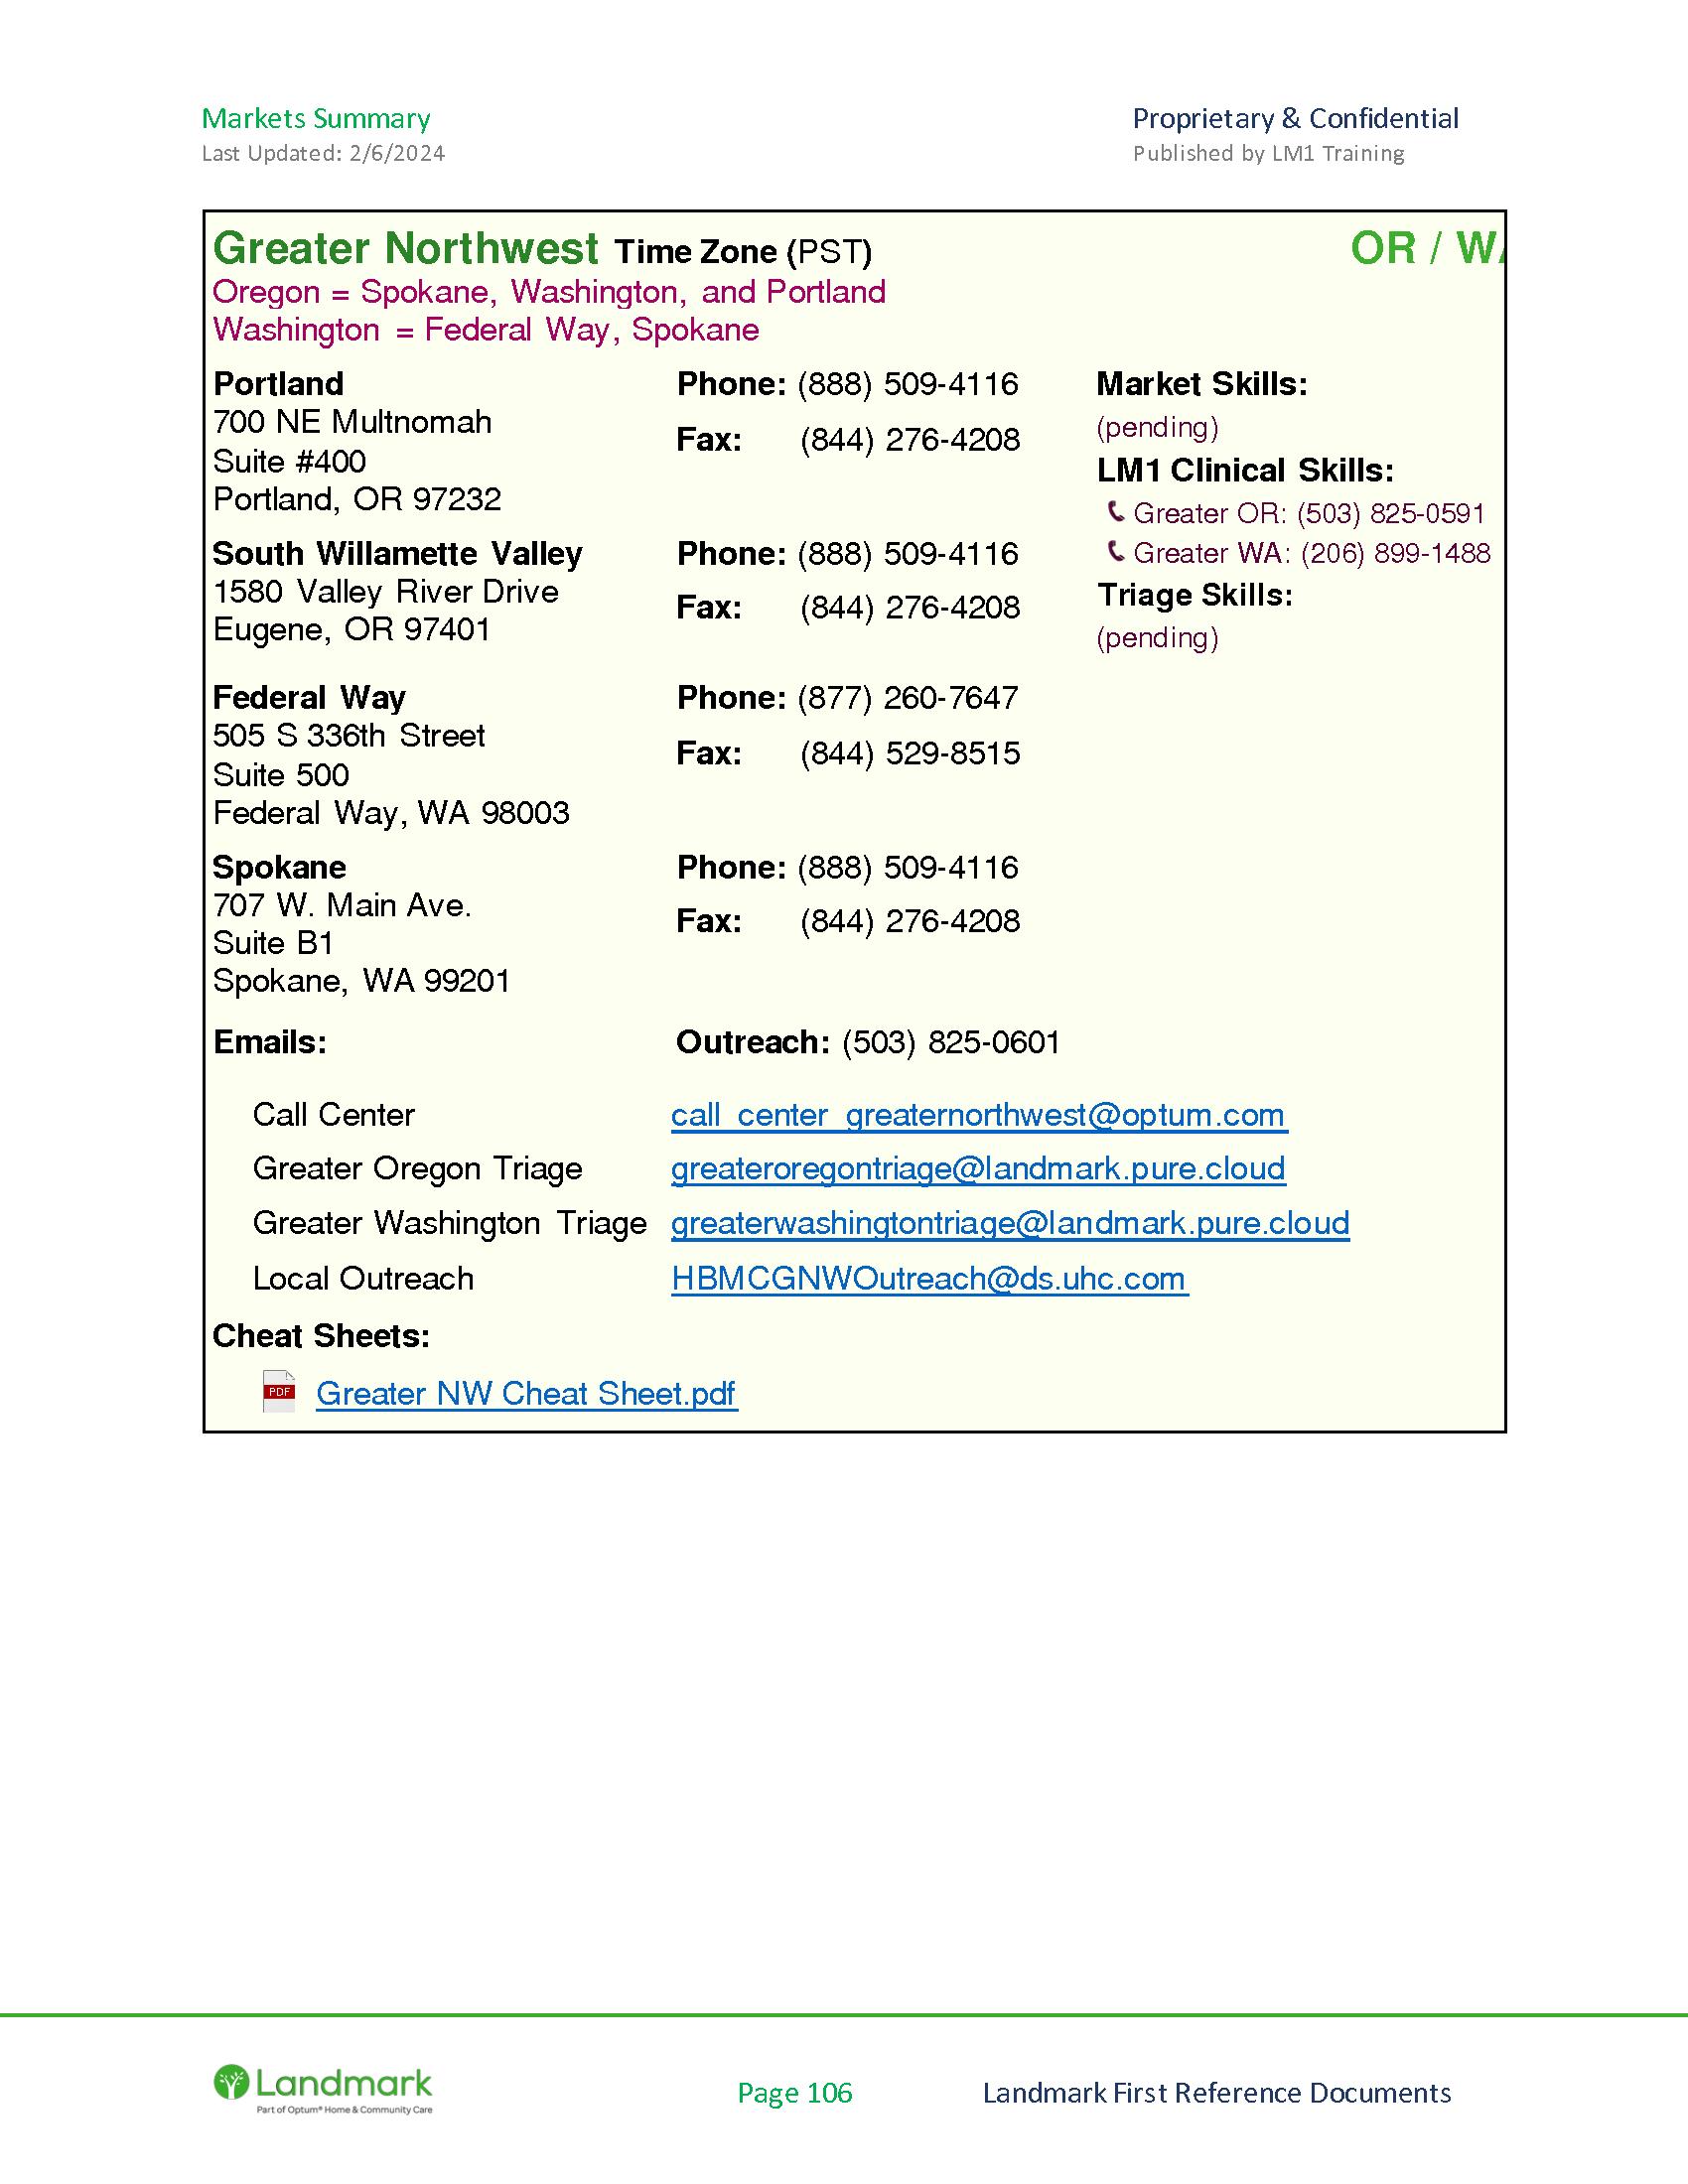 Markets Summary
Last Updated: 2/6/2024
Proprietary & Confidential
Published by LM1 Training
Greater Northwest Time Zone (PST)
OR / WA
Oregon = Spokane, Washington, and Portland
Washington = Federal Way, Spokane
Portland
700 NE Multnomah
Suite #400
Portland, OR 97232
Phone: (888) 509-4116
Fax: (844) 276-4208
South Willamette Valley
1580 Valley River Drive
Eugene, OR 97401
Phone: (888) 509-4116
Fax: (844) 276-4208
Market Skills:
(pending)
LM1 Clinical Skills:
Greater OR: (503) 825-0591
Greater WA: (206) 899-1488
Triage Skills:
(pending)
Federal Way
505 S 336th Street
Suite 500
Federal Way, WA 98003
Phone: (877) 260-7647
Fax: (844) 529-8515
Spokane
707 W. Main Ave.
Suite B1
Spokane, WA 99201
Phone: (888) 509-4116
Fax: (844) 276-4208
Emails:
Outreach: (503) 825-0601
Call Center call_center_greaternorthwest@optum.com
Greater Oregon Triage greateroregontriage@landmark.pure.cloud
Greater Washington Triage greaterwashingtontriage@landmark.pure.cloud
Local Outreach HBMCGNWOutreach@ds.uhc.com
Cheat Sheets:
PDF Greater NW Cheat Sheet.pdf
Landmark
Part of Optum® Home & Community Care
Page 106
Landmark First Reference Documents